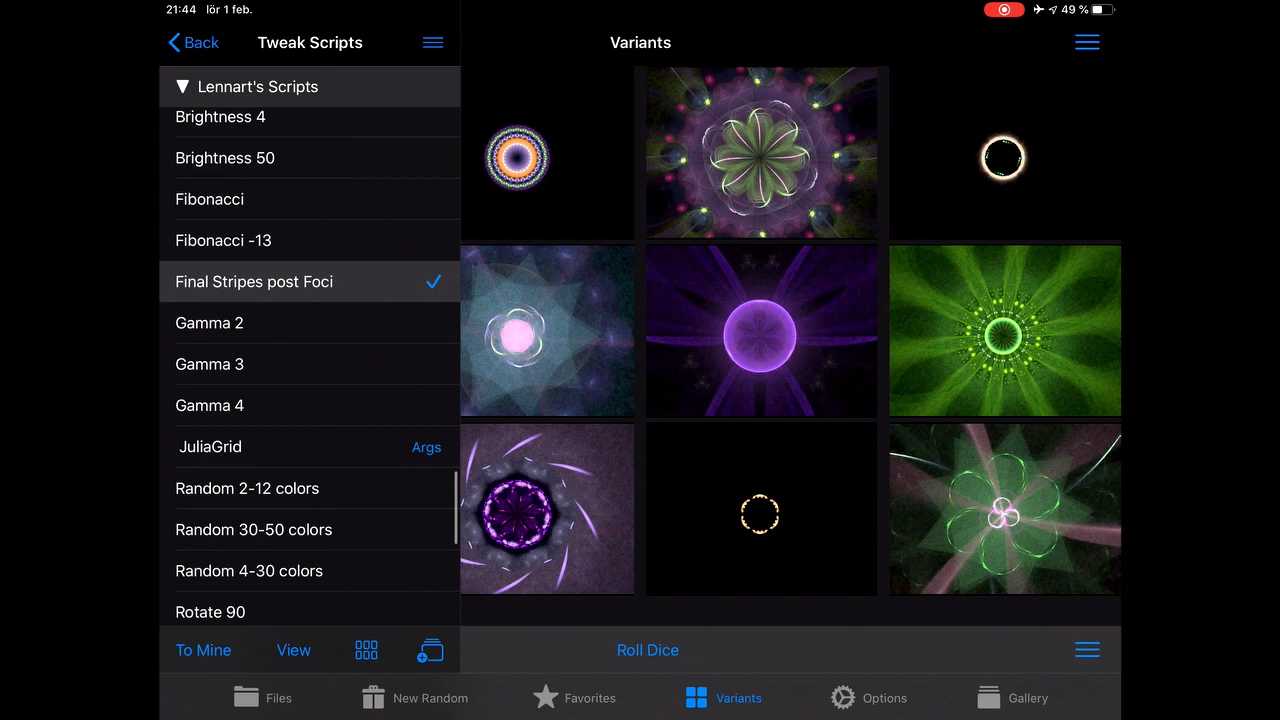 21:44 lör 1 feb.
49 %
Back
Tweak Scripts
Variants
Lennart's Scripts
Brightness 4
Brightness 50
Fibonacci
Fibonacci -13
Final Stripes post Foci
Gamma 2
Gamma 3
Gamma 4
JuliaGrid Args
Random 2-12 colors
Random 30-50 colors
Random 4-30 colors
Rotate 90
To Mine View
Roll Dice
Files New Random Favorites Variants Options Gallery